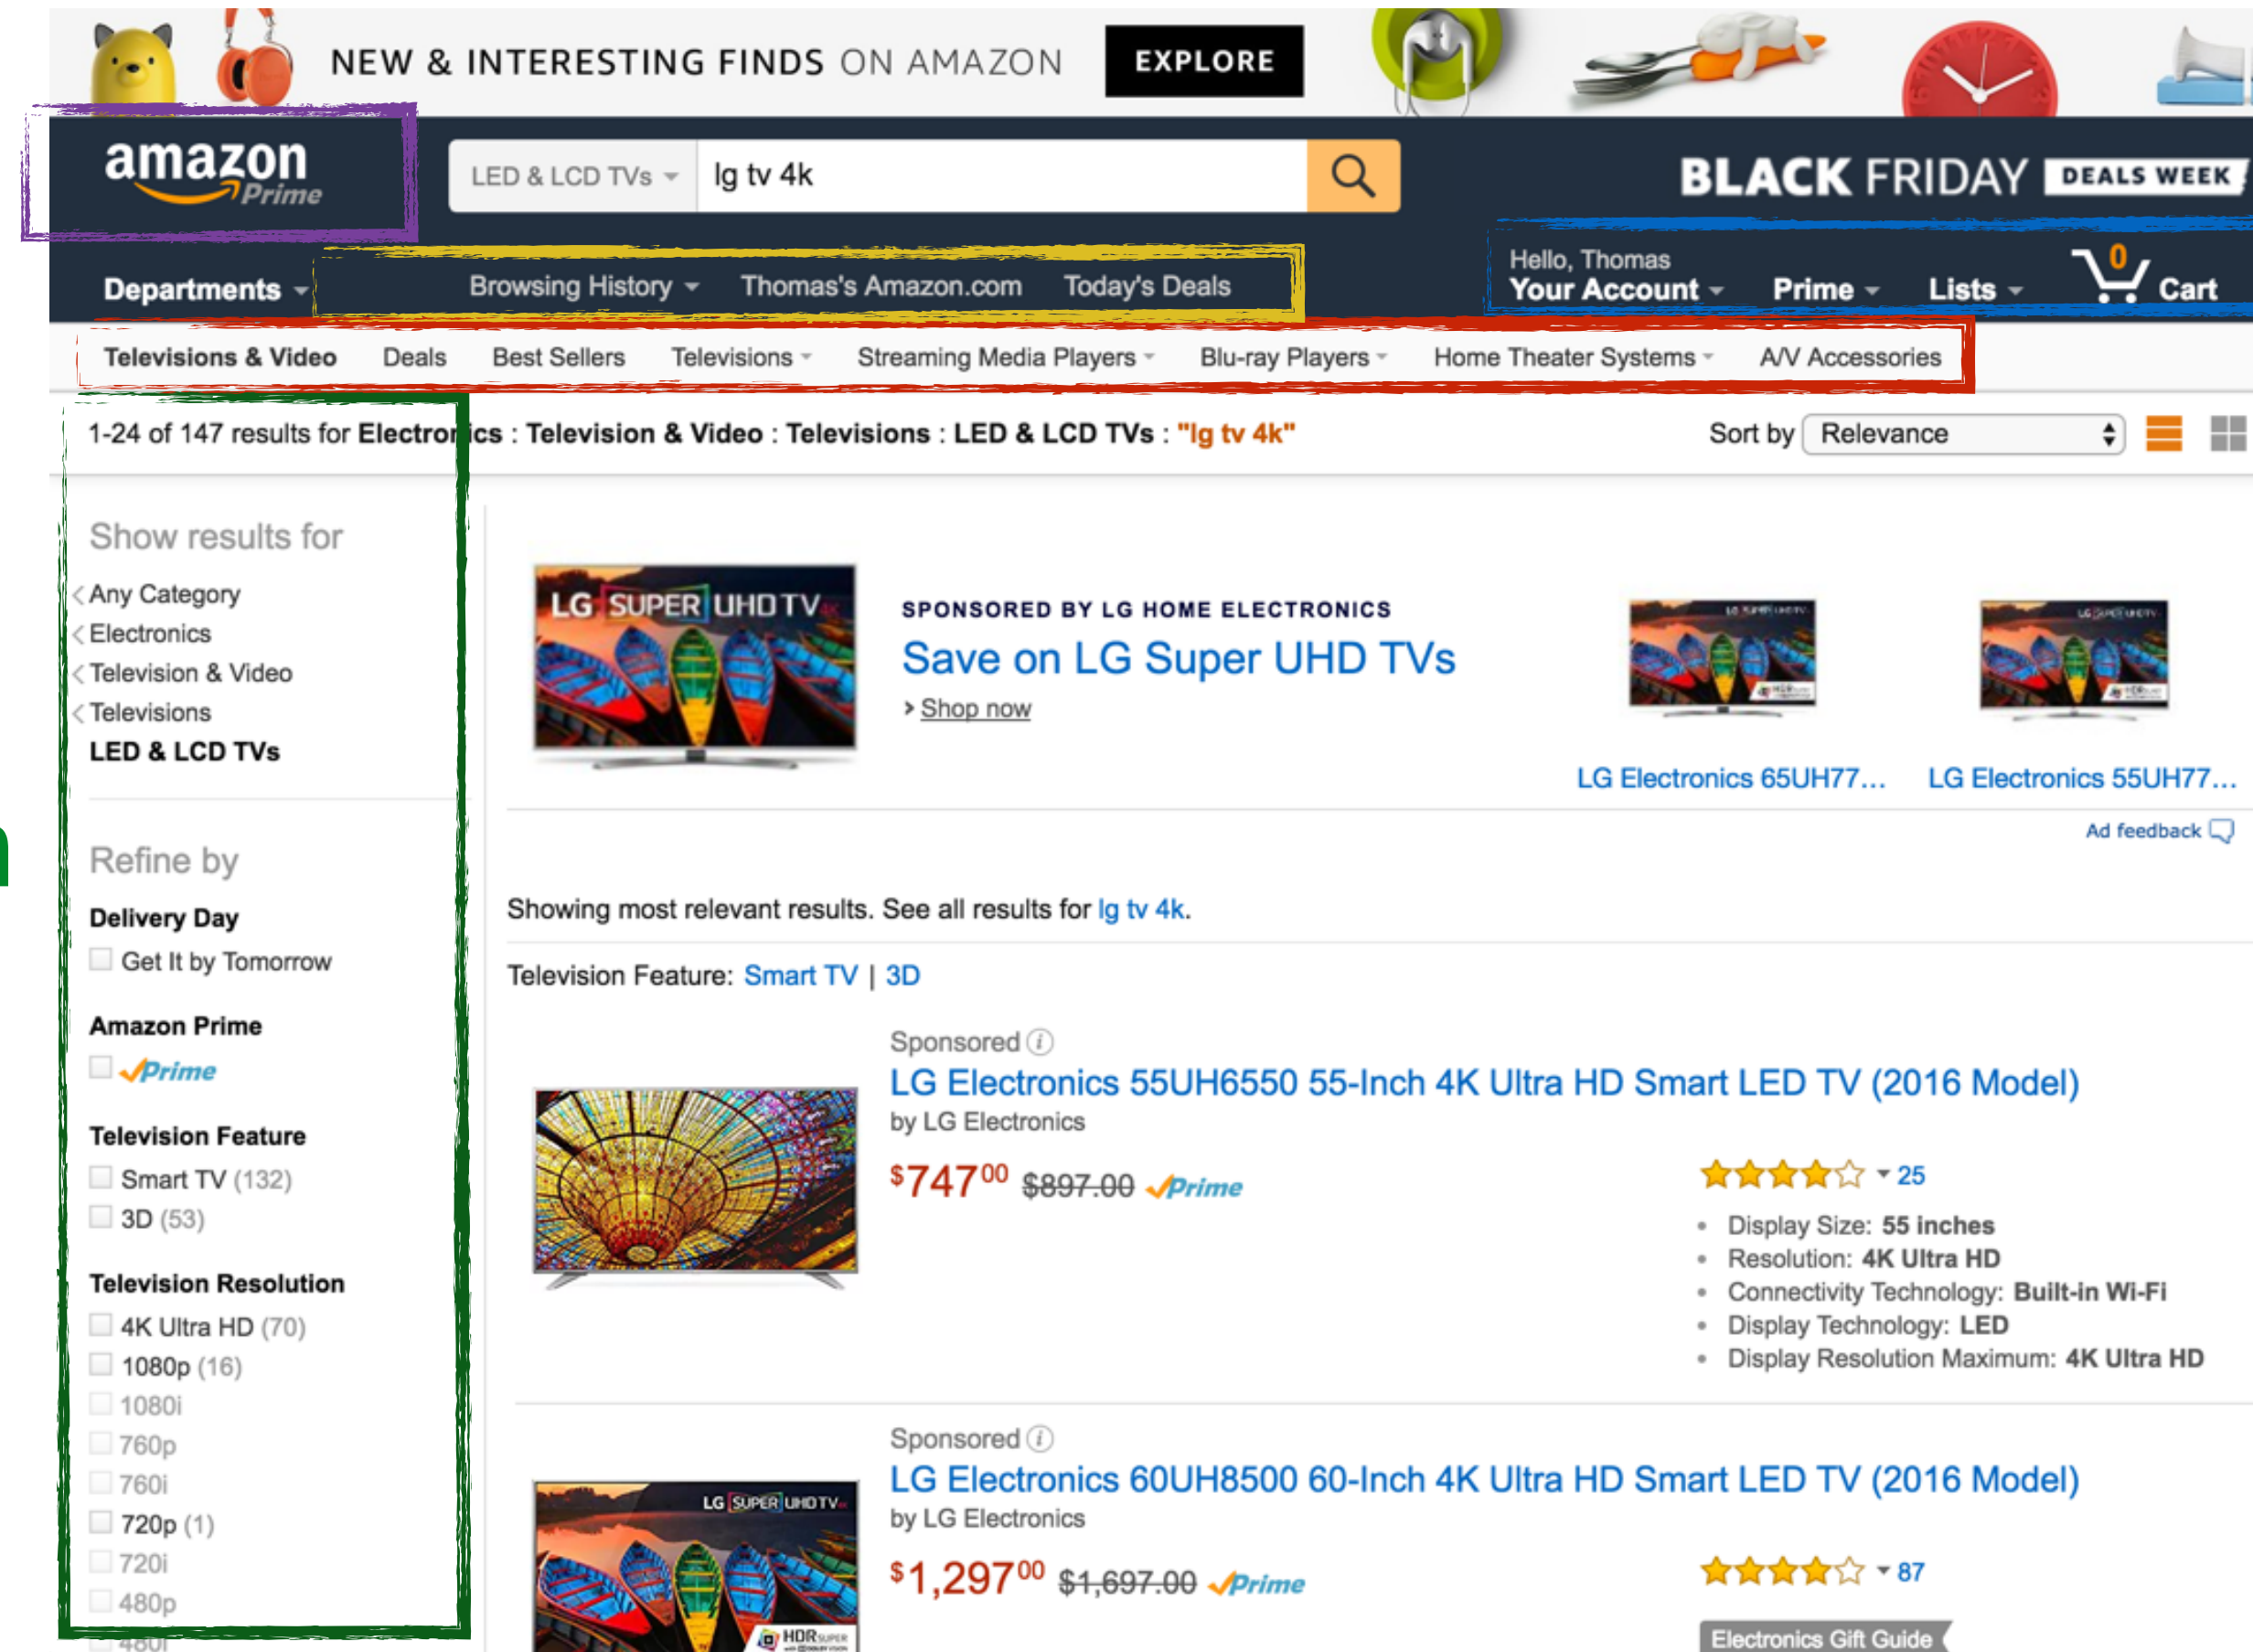 NEW & INTERESTING FINDS ON AMAZON EXPLORE
amazon Prime
LED & LCD TVs lg tv 4k
BLACK FRIDAY DEALS WEEK
Departments Browsing History Thomas's Amazon.com Today's Deals
Hello, Thomas
Your Account Prime Lists 0 Cart
Televisions & Video Deals Best Sellers Televisions Streaming Media Players Blu-ray Players Home Theater Systems A/V Accessories
1-24 of 147 results for Electronics : Television & Video : Televisions : LED & LCD TVs : "lg tv 4k" Sort by Relevance
Show results for
Any Category
Electronics
Television & Video
Televisions
LED & LCD TVs
Refine by
Delivery Day
Get It by Tomorrow
Amazon Prime
Prime
Television Feature
Smart TV (132)
3D (53)
Television Resolution
4K Ultra HD (70)
1080p (16)
1080i
760p
760i
720p (1)
720i
480p
480i
LG SUPER UHD TV 4K
SPONSORED BY LG HOME ELECTRONICS
Save on LG Super UHD TVs
› Shop now
LG Electronics 65UH77...
LG Electronics 55UH77...
Ad feedback
Showing most relevant results. See all results for lg tv 4k.
Television Feature: Smart TV | 3D
Sponsored
LG Electronics 55UH6550 55-Inch 4K Ultra HD Smart LED TV (2016 Model)
by LG Electronics
$747 00 $897.00 Prime
25
• Display Size: 55 inches
• Resolution: 4K Ultra HD
• Connectivity Technology: Built-in Wi-Fi
• Display Technology: LED
• Display Resolution Maximum: 4K Ultra HD
Sponsored
LG Electronics 60UH8500 60-Inch 4K Ultra HD Smart LED TV (2016 Model)
by LG Electronics
LG SUPER UHD TV
HDR SUPER
$1,297 00 $1,697.00 Prime
87
Electronics Gift Guide